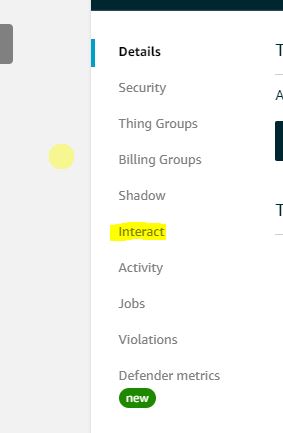 Details
Security
Thing Groups
Billing Groups
Shadow
Interact
Activity
Jobs
Violations
Defender metrics
new